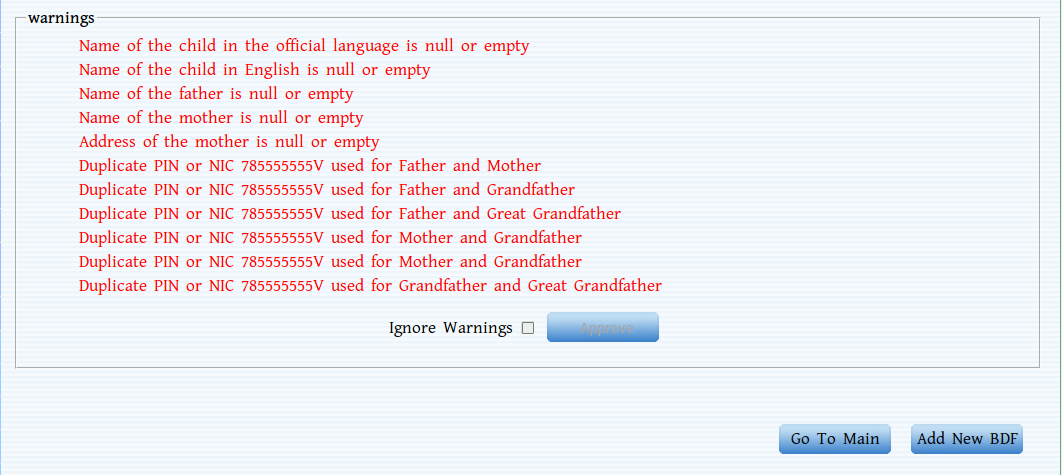 warnings
Name of the child in the official language is null or empty
Name of the child in English is null or empty
Name of the father is null or empty
Name of the mother is null or empty
Address of the mother is null or empty
Duplicate PIN or NIC 785555555V used for Father and Mother
Duplicate PIN or NIC 785555555V used for Father and Grandfather
Duplicate PIN or NIC 785555555V used for Father and Great Grandfather
Duplicate PIN or NIC 785555555V used for Mother and Grandfather
Duplicate PIN or NIC 785555555V used for Mother and Grandfather
Duplicate PIN or NIC 785555555V used for Grandfather and Great Grandfather
Ignore Warnings Approve
Go To Main Add New BDF